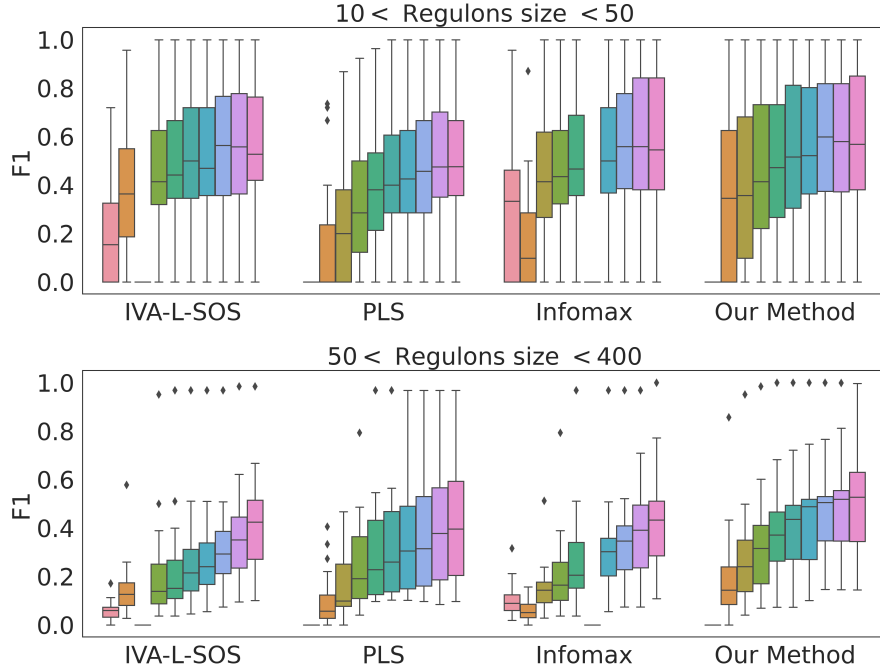 10 < Regulons size < 50
F1
1.0
0.8
0.6
0.4
0.2
0.0
IVA-L-SOS PLS Infomax Our Method
50 < Regulons size < 400
F1
1.0
0.8
0.6
0.4
0.2
0.0
IVA-L-SOS PLS Infomax Our Method